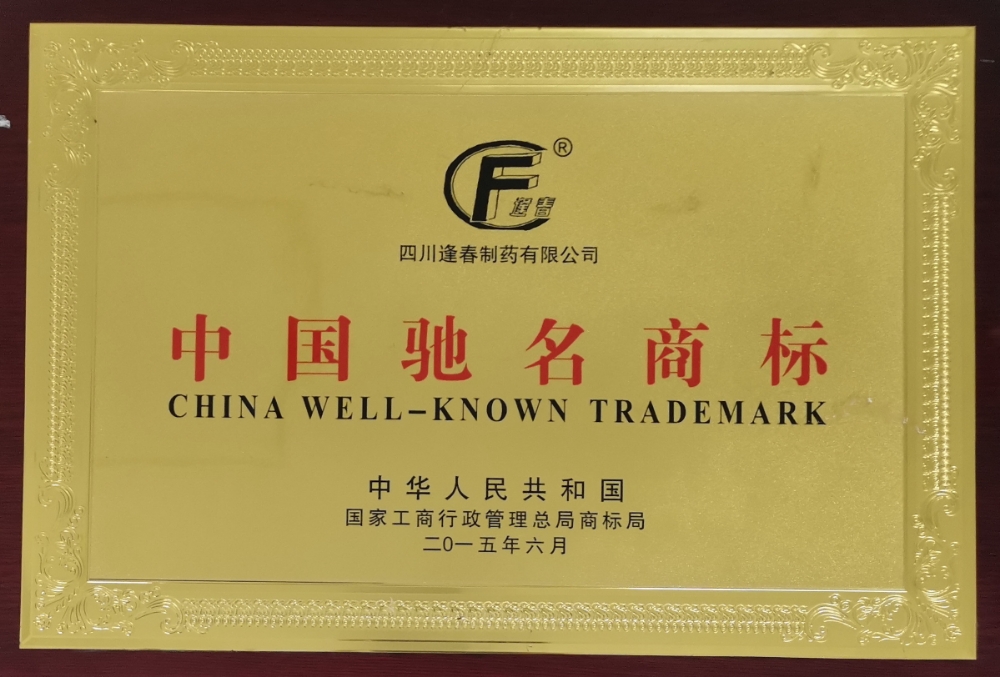 F
®
逢春
四川逢春制药有限公司
中国驰名商标
CHINA WELL-KNOWN TRADEMARK
中华人民共和国
国家工商行政管理总局商标局
二0一五年六月